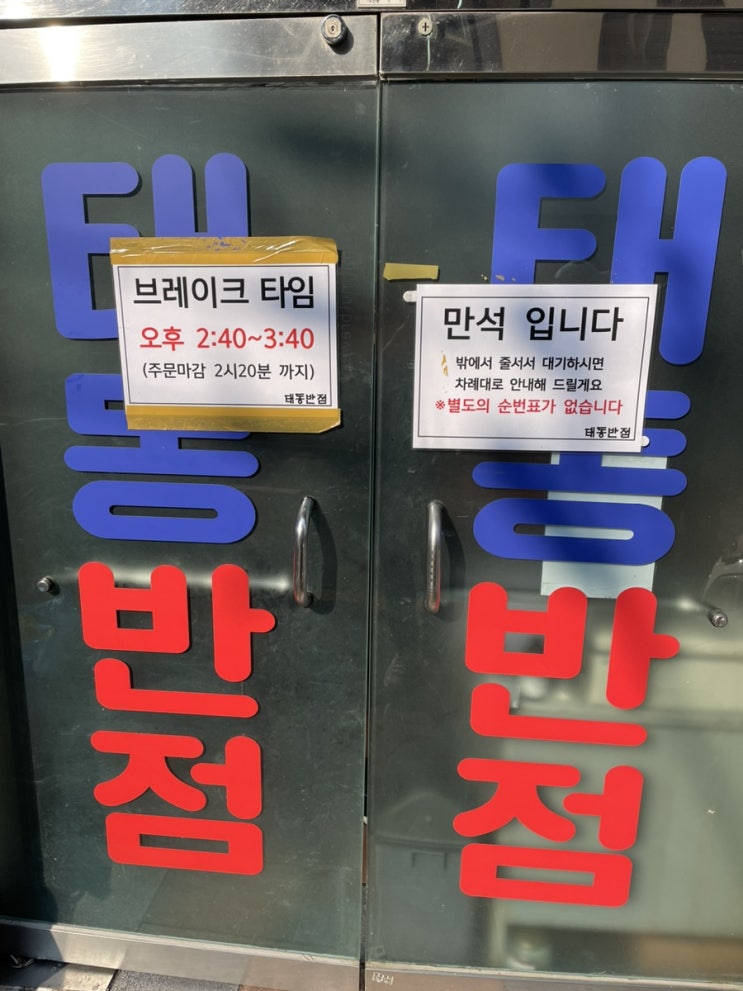 태동반점
브레이크 타임
오후 2:40~3:40
(주문마감 2시20분 까지)
태동반점
태동반점
만석 입니다
밖에서 줄서서 대기하시면
차례대로 안내해 드릴게요
※별도의 순번표가 없습니다
태동반점